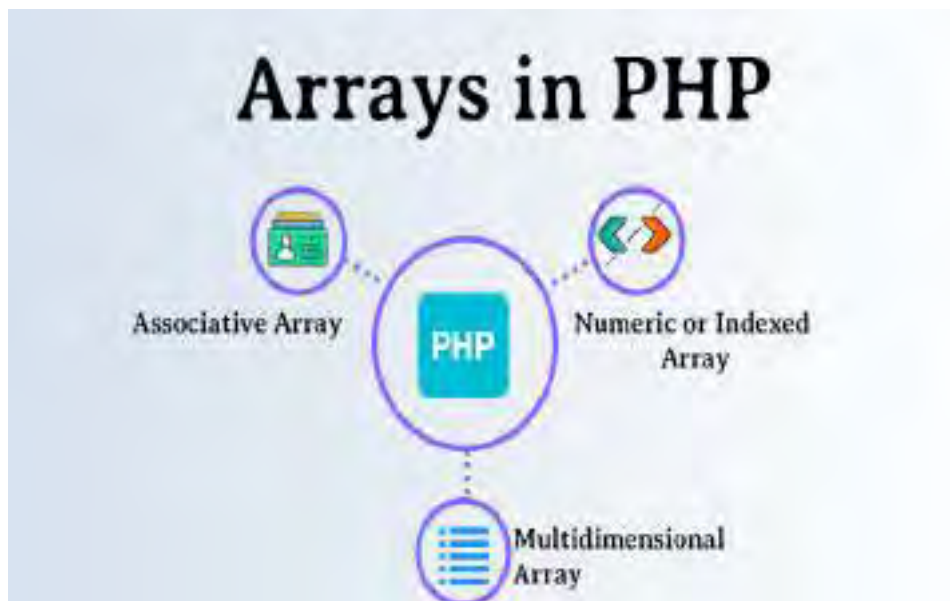 Arrays in PHP
Associative Array
PHP
Numeric or Indexed
Array
Multidimensional
Array